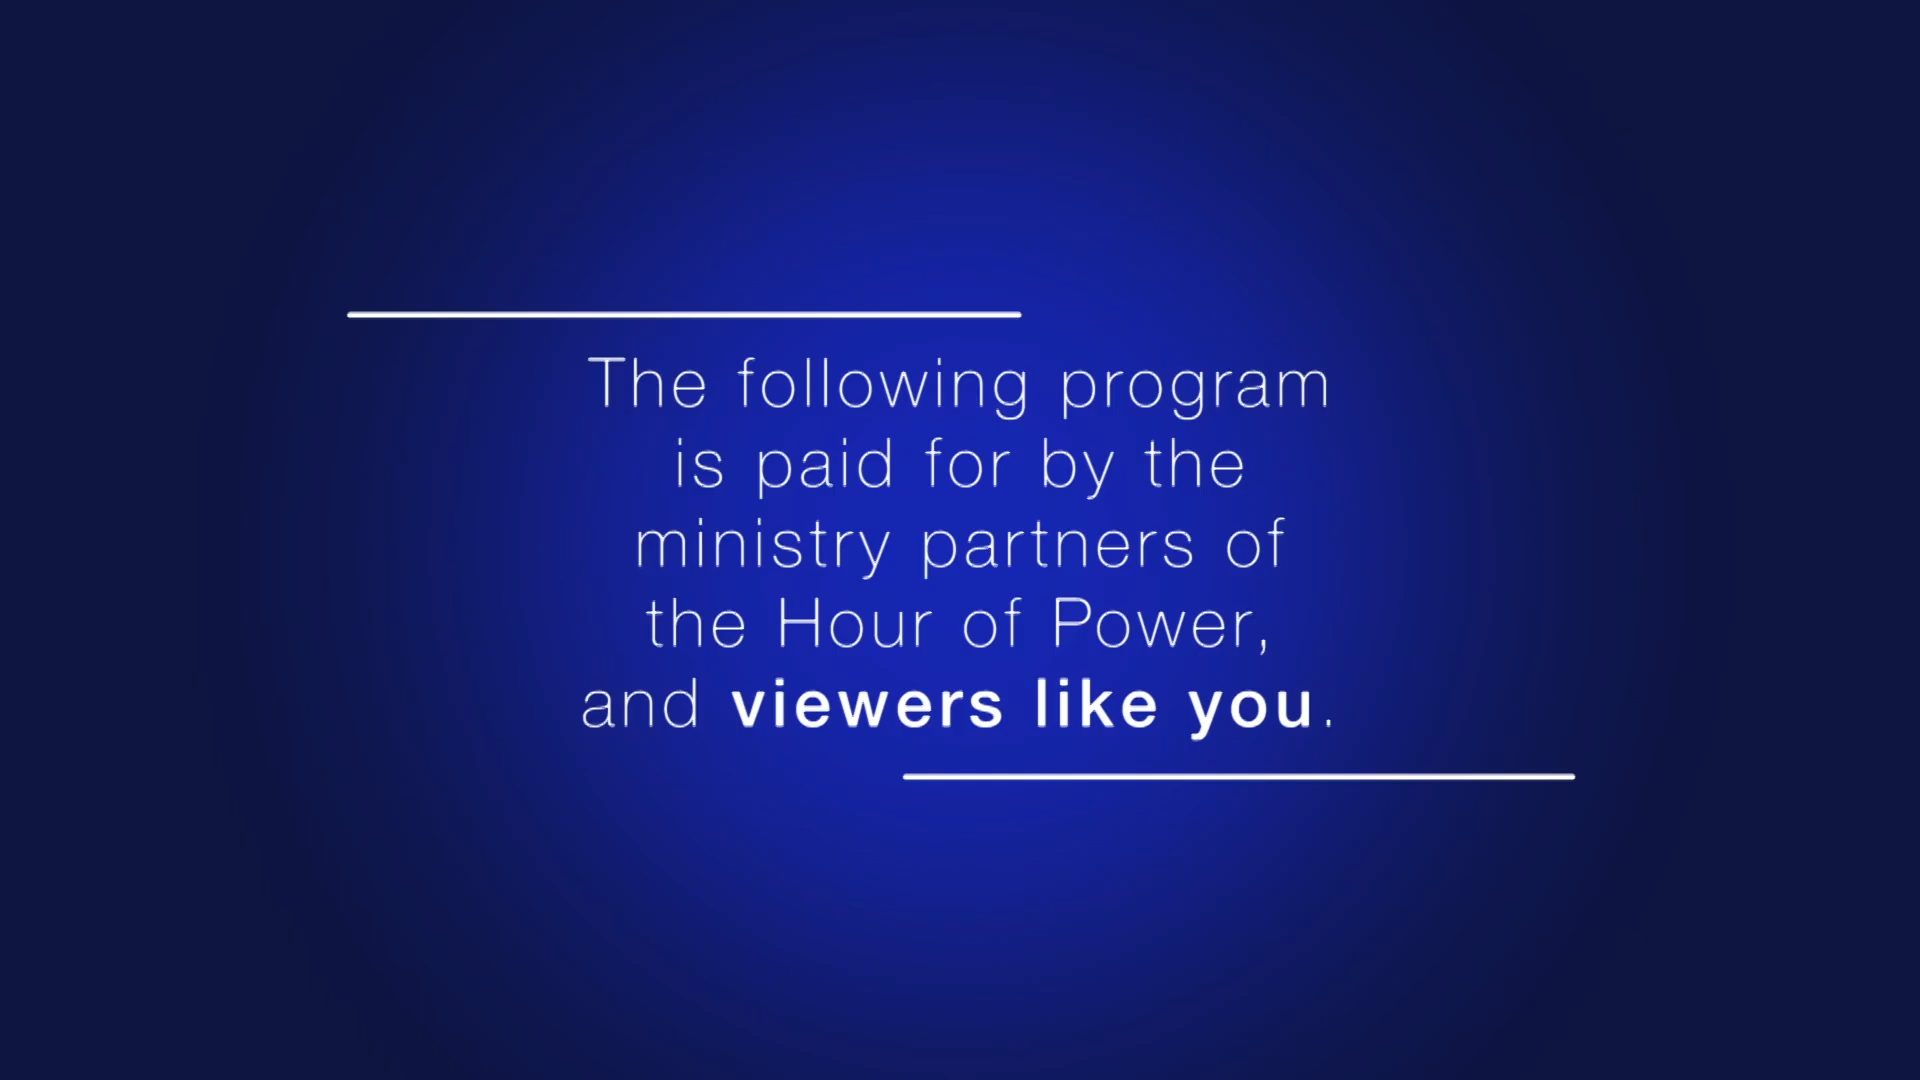 The following program
is paid for by the
ministry partners of
the Hour of Power,
and viewers like you.